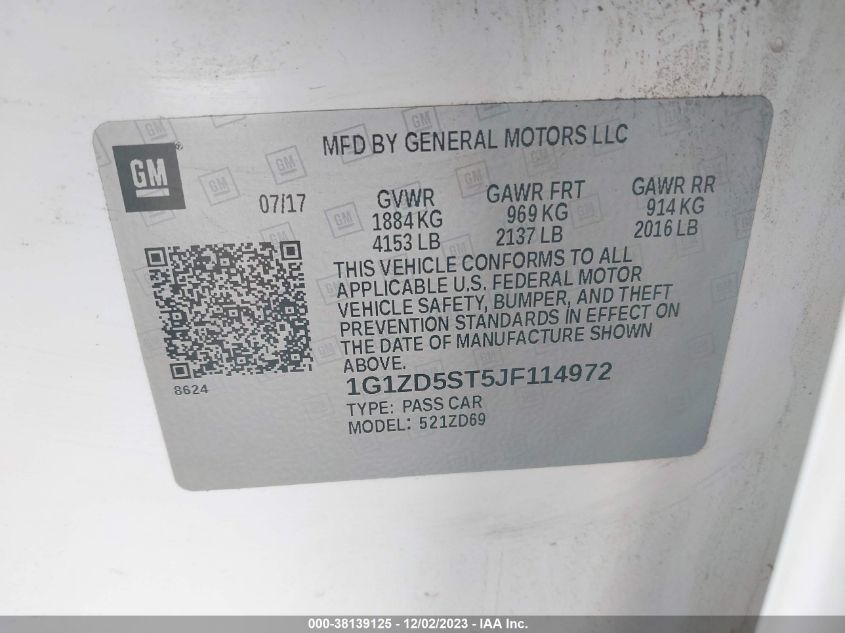 GM
MFD BY GENERAL MOTORS LLC
07/17
GVWR
1884 KG
4153 LB
GAWR FRT
969 KG
2137 LB
GAWR RR
914 KG
2016 LB
THIS VEHICLE CONFORMS TO ALL
APPLICABLE U.S. FEDERAL MOTOR
VEHICLE SAFETY, BUMPER, AND THEFT
PREVENTION STANDARDS IN EFFECT ON
THE DATE OF MANUFACTURE SHOWN
ABOVE.
8624
1G1ZD5ST5JF114972
TYPE: PASS CAR
MODEL: 521ZD69
000-38139125 - 12/02/2023 - IAA Inc.